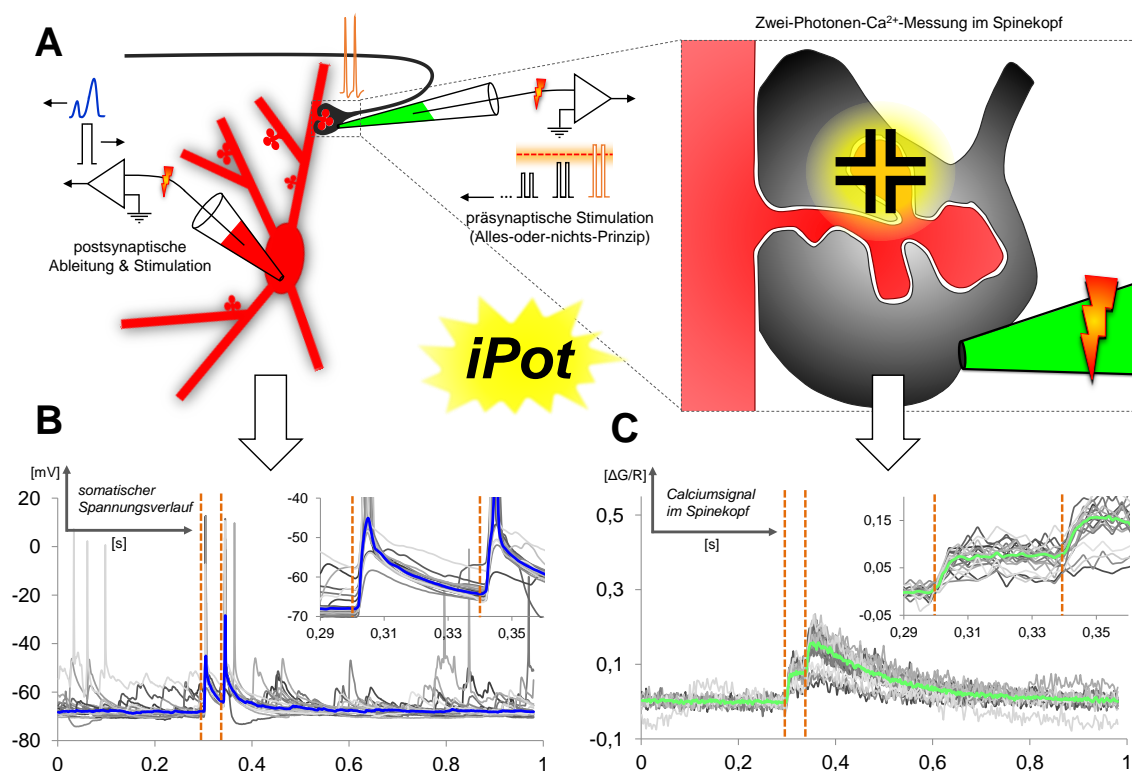 A
Zwei-Photonen-Ca²⁺-Messung im Spinekopf
...
präsynaptische Stimulation
(Alles-oder-nichts-Prinzip)
postsynaptische
Ableitung & Stimulation
iPot
B
[mV]
somatischer
Spannungsverlauf
[s]
20
0
-20
-40
-60
-80
0
0.2
0.4
0.6
0.8
1
-40
-50
-60
-70
0,29
0,31
0,33
0,35
C
[ΔG/R]
Calciumsignal
im Spinekopf
[s]
0,5
0,3
0,1
-0,1
0
0,2
0,4
0,6
0,8
1
0,15
0,05
-0,05
0,29
0,31
0,33
0,35